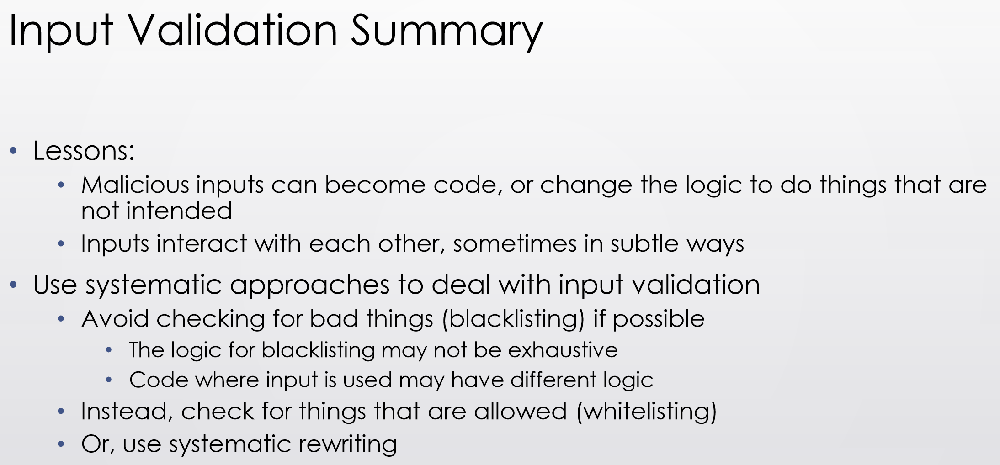 Input Validation Summary
• Lessons:
• Malicious inputs can become code, or change the logic to do things that are
not intended
• Inputs interact with each other, sometimes in subtle ways
• Use systematic approaches to deal with input validation
• Avoid checking for bad things (blacklisting) if possible
• The logic for blacklisting may not be exhaustive
• Code where input is used may have different logic
• Instead, check for things that are allowed (whitelisting)
• Or, use systematic rewriting